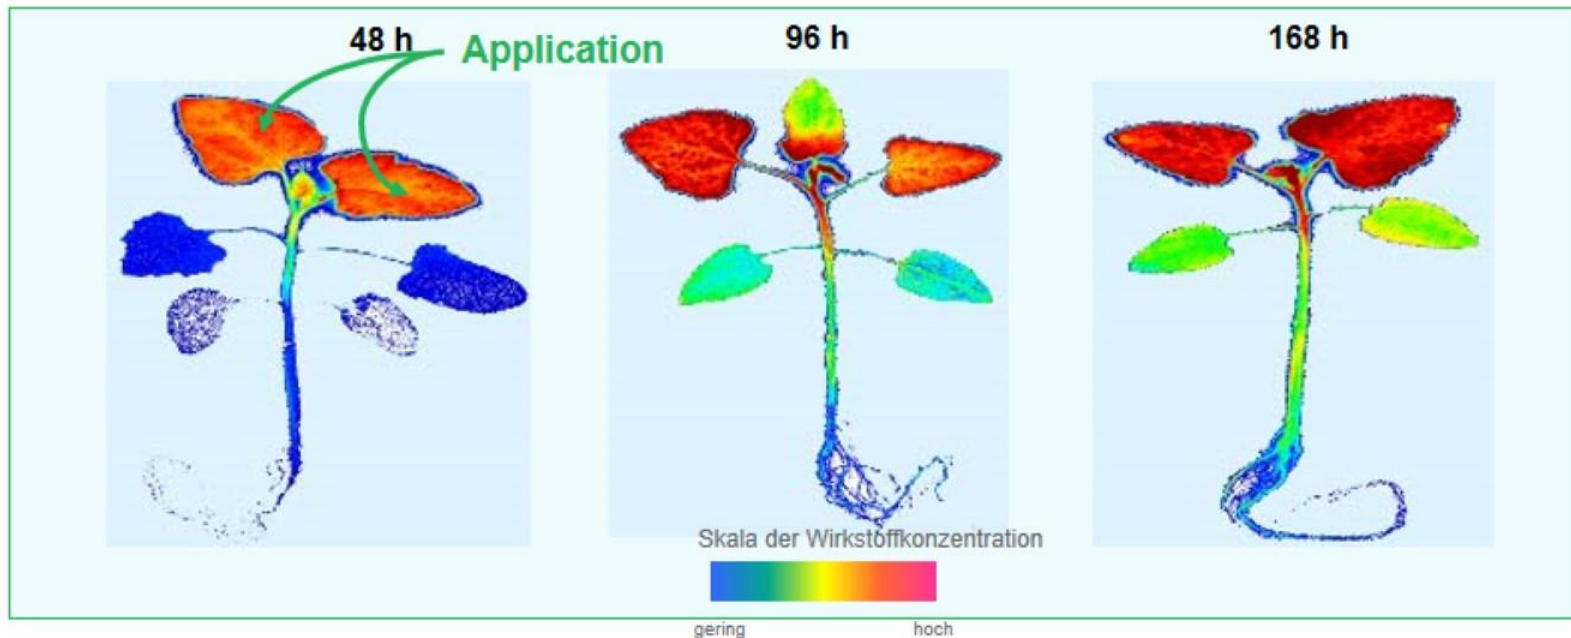 48 h
Application
96 h
168 h
Skala der Wirkstoffkonzentration
gering
hoch